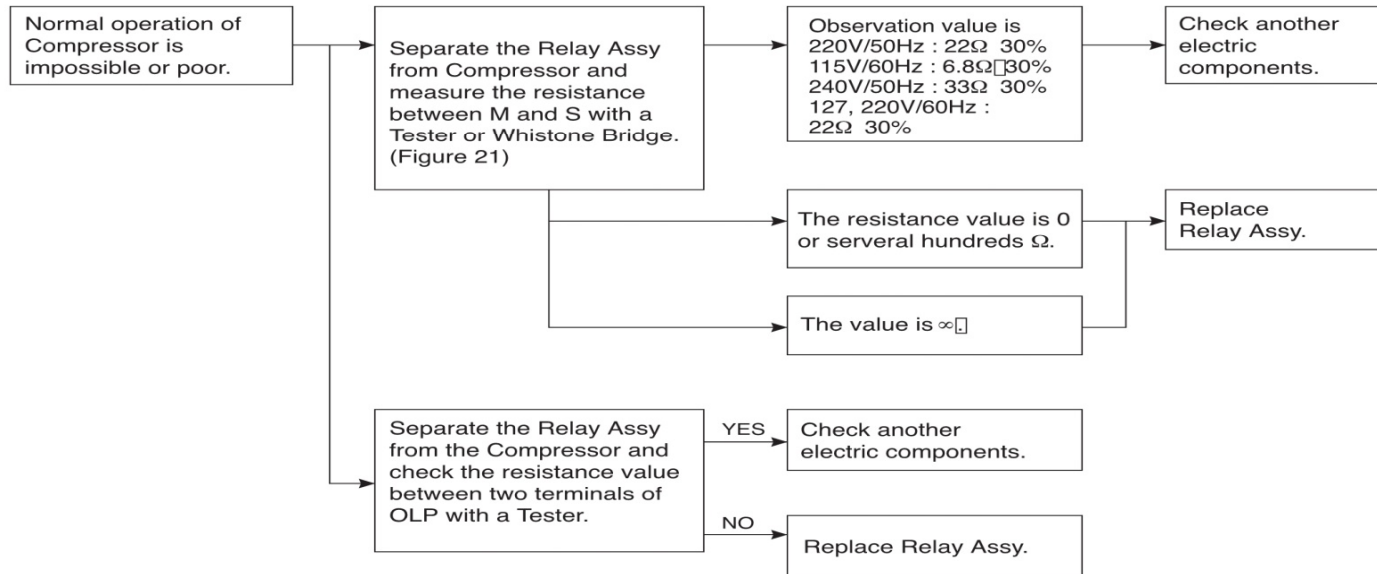 Normal operation of
Compressor is
impossible or poor.
Separate the Relay Assy
from Compressor and
measure the resistance
between M and S with a
Tester or Whistone Bridge.
(Figure 21)
Observation value is
220V/50Hz : 22Ω 30%
115V/60Hz : 6.8Ω 30%
240V/50Hz : 33Ω 30%
127, 220V/60Hz :
22Ω 30%
Check another
electric
components.
The resistance value is 0
or serveral hundreds Ω.
Replace
Relay Assy.
The value is ∞.
Separate the Relay Assy
from the Compressor and
check the resistance value
between two terminals of
OLP with a Tester.
YES
Check another
electric components.
NO
Replace Relay Assy.